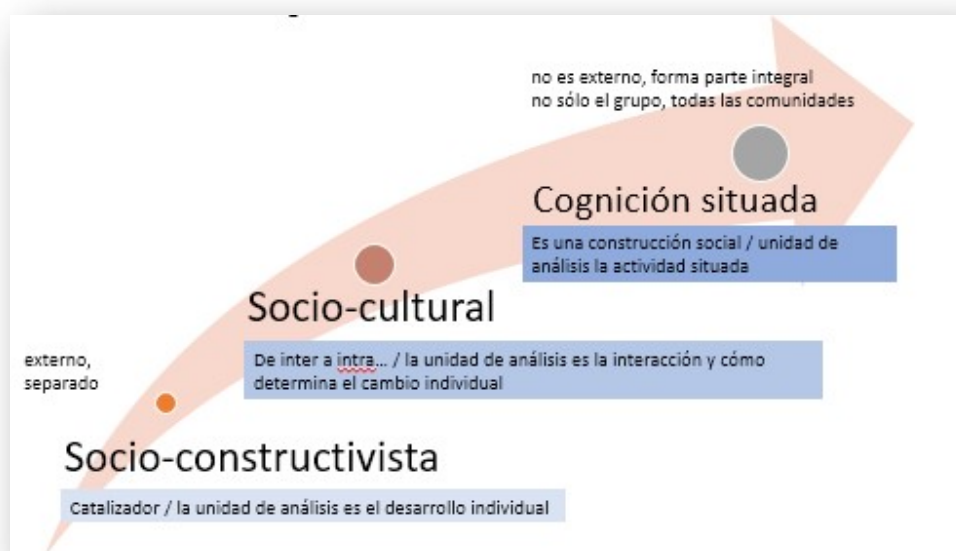 no es externo, forma parte integral
no sólo el grupo, todas las comunidades
Cognición situada
Es una construcción social / unidad de
análisis la actividad situada
Socio-cultural
De inter a intra... / la unidad de análisis es la interacción y cómo
determina el cambio individual
externo,
separado
Socio-constructivista
Catalizador / la unidad de análisis es el desarrollo individual